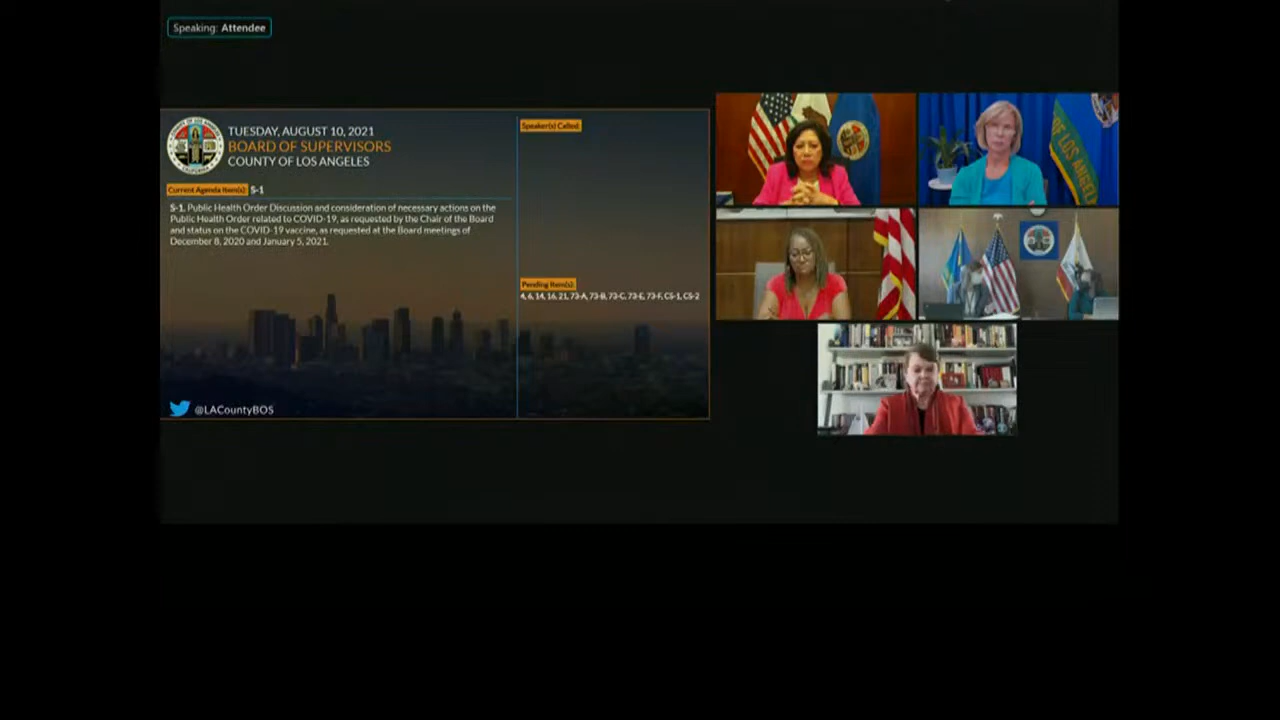 Speaking: Attendee
TUESDAY, AUGUST 10, 2021
BOARD OF SUPERVISORS
COUNTY OF LOS ANGELES
Current Agenda Item(s): S-1
S-1. Public Health Order Discussion and consideration of necessary actions on the
Public Health Order related to COVID-19, as requested by the Chair of the Board
and status on the COVID-19 vaccine, as requested at the Board meetings of
December 8, 2020 and January 5, 2021.
@LACountyBOS
Speaker(s) Called:
Pending Item(s):
4, 6, 14, 16, 21, 73-A, 73-B, 73-C, 73-E, 73-F, CS-1, CS-2
DE LOS ANGELES